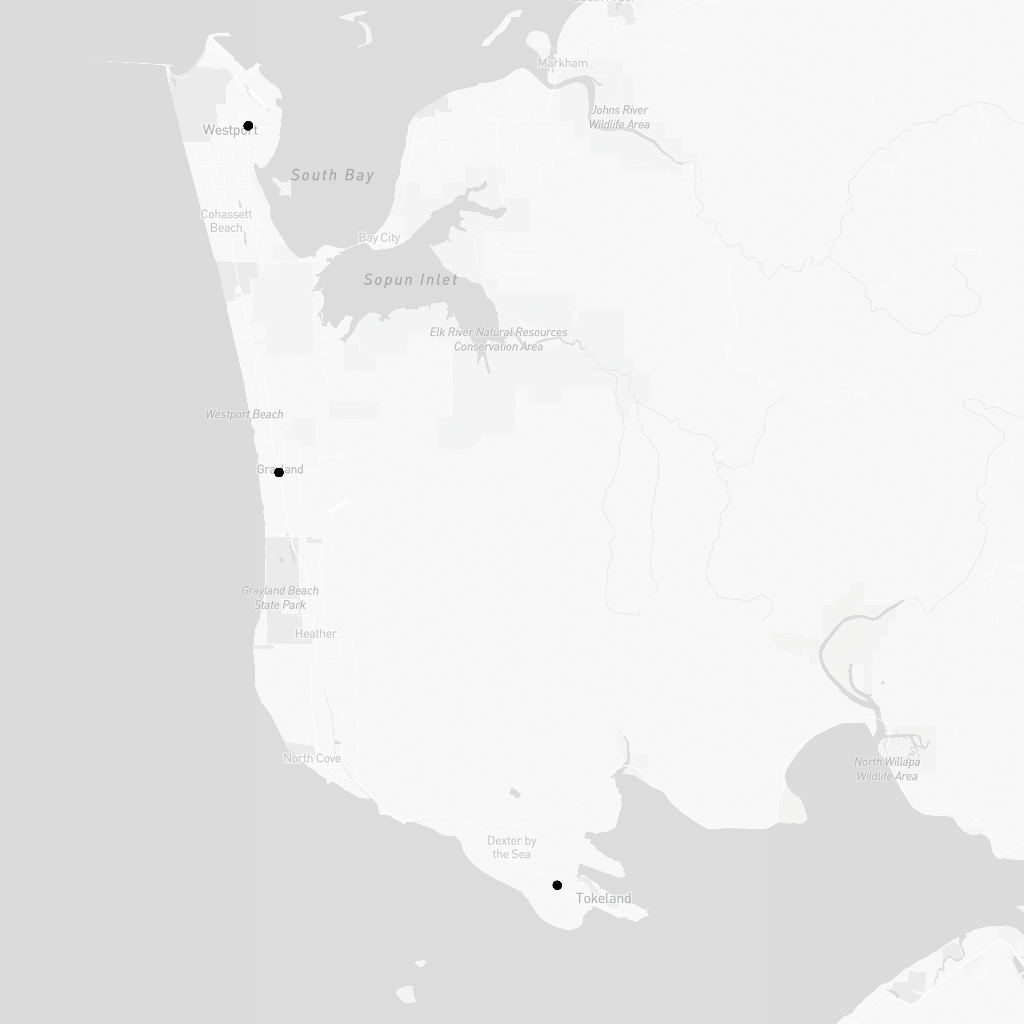 Markham
Johns River
Wildlife Area
Westport
South Bay
Cohassett
Beach
Bay City
Sopun Inlet
Elk River Natural Resources
Conservation Area
Westport Beach
Grayland
Grayland Beach
State Park
Heather
North Cove
North Willapa
Wildlife Area
Dexter by
the Sea
Tokeland